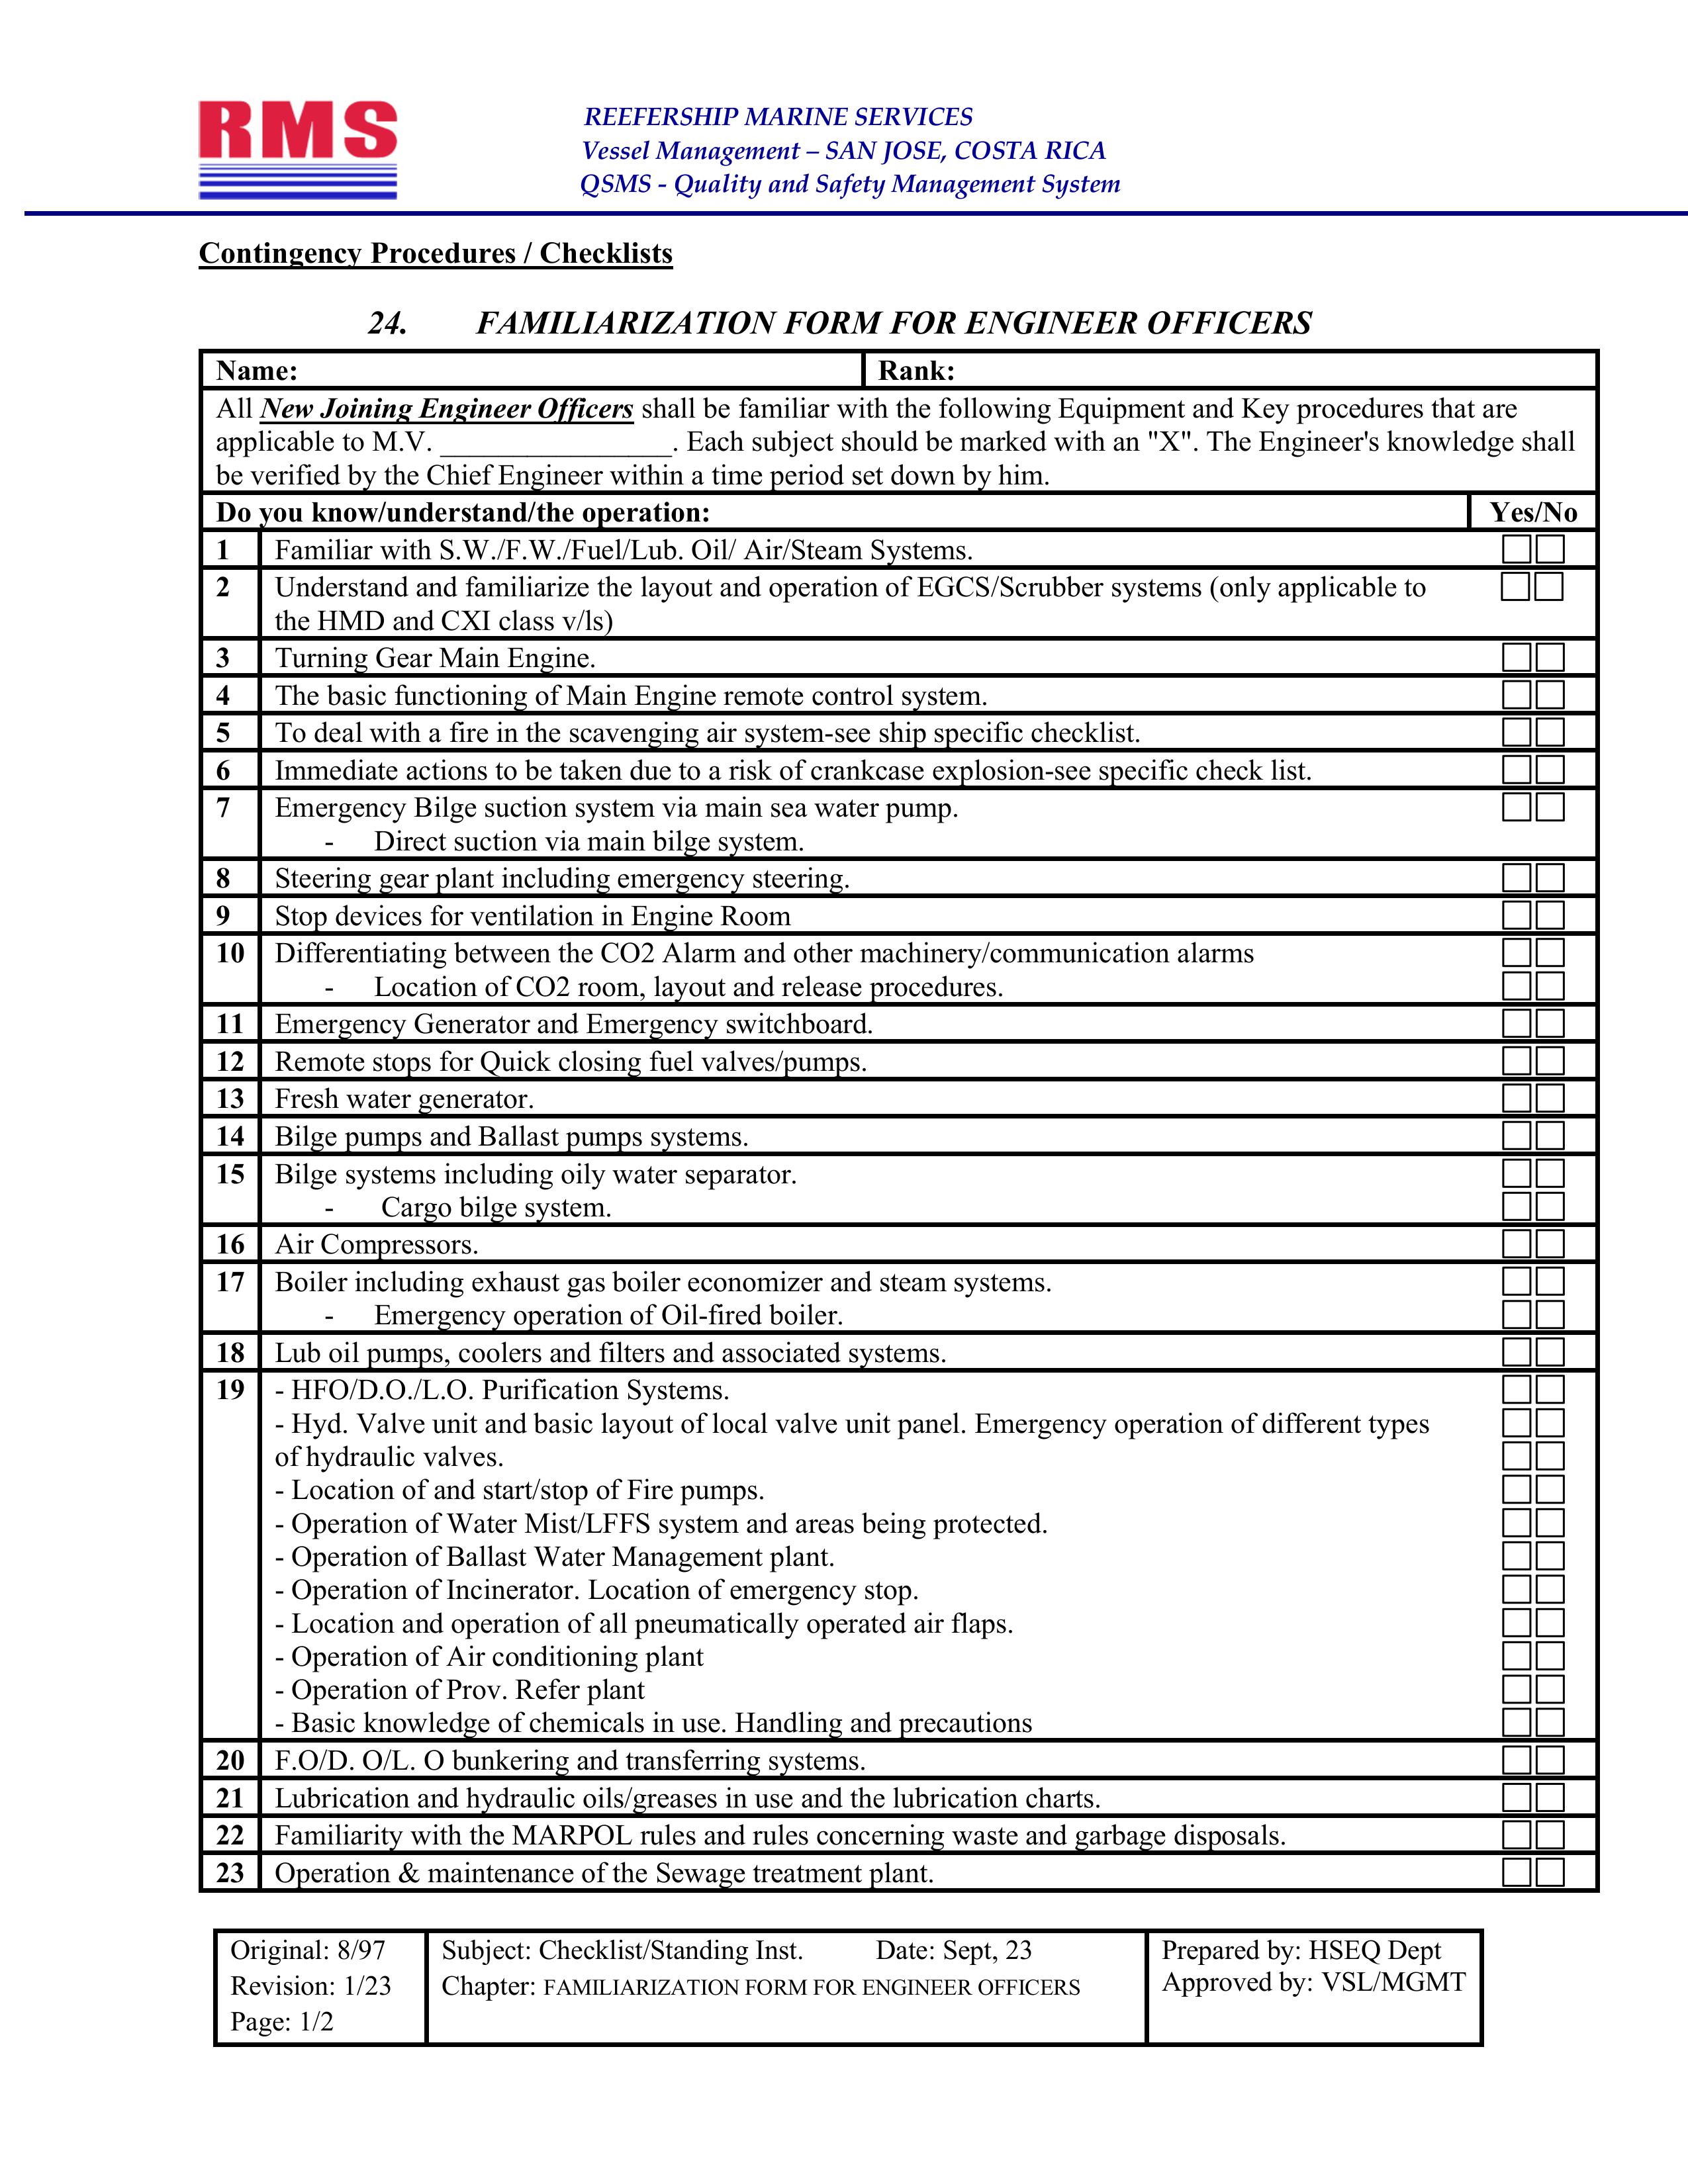 RMS
REEFERSHIP MARINE SERVICES
Vessel Management – SAN JOSE, COSTA RICA
QSMS - Quality and Safety Management System
Contingency Procedures / Checklists
24. FAMILIARIZATION FORM FOR ENGINEER OFFICERS
Name: Rank:
All New Joining Engineer Officers shall be familiar with the following Equipment and Key procedures that are
applicable to M.V. ________________. Each subject should be marked with an "X". The Engineer's knowledge shall
be verified by the Chief Engineer within a time period set down by him.
Do you know/understand/the operation: Yes/No
1 Familiar with S.W./F.W./Fuel/Lub. Oil/ Air/Steam Systems. ☐☐
2 Understand and familiarize the layout and operation of EGCS/Scrubber systems (only applicable to ☐☐
the HMD and CXI class v/ls)
3 Turning Gear Main Engine. ☐☐
4 The basic functioning of Main Engine remote control system. ☐☐
5 To deal with a fire in the scavenging air system-see ship specific checklist. ☐☐
6 Immediate actions to be taken due to a risk of crankcase explosion-see specific check list. ☐☐
7 Emergency Bilge suction system via main sea water pump. ☐☐
- Direct suction via main bilge system.
8 Steering gear plant including emergency steering. ☐☐
9 Stop devices for ventilation in Engine Room ☐☐
10 Differentiating between the CO2 Alarm and other machinery/communication alarms ☐☐
- Location of CO2 room, layout and release procedures. ☐☐
11 Emergency Generator and Emergency switchboard. ☐☐
12 Remote stops for Quick closing fuel valves/pumps. ☐☐
13 Fresh water generator. ☐☐
14 Bilge pumps and Ballast pumps systems. ☐☐
15 Bilge systems including oily water separator. ☐☐
- Cargo bilge system. ☐☐
16 Air Compressors. ☐☐
17 Boiler including exhaust gas boiler economizer and steam systems. ☐☐
- Emergency operation of Oil-fired boiler. ☐☐
18 Lub oil pumps, coolers and filters and associated systems. ☐☐
19 - HFO/D.O./L.O. Purification Systems. ☐☐
- Hyd. Valve unit and basic layout of local valve unit panel. Emergency operation of different types ☐☐
of hydraulic valves. ☐☐
- Location of and start/stop of Fire pumps. ☐☐
- Operation of Water Mist/LFFS system and areas being protected. ☐☐
- Operation of Ballast Water Management plant. ☐☐
- Operation of Incinerator. Location of emergency stop. ☐☐
- Location and operation of all pneumatically operated air flaps. ☐☐
- Operation of Air conditioning plant ☐☐
- Operation of Prov. Refer plant ☐☐
- Basic knowledge of chemicals in use. Handling and precautions ☐☐
20 F.O/D. O/L. O bunkering and transferring systems. ☐☐
21 Lubrication and hydraulic oils/greases in use and the lubrication charts. ☐☐
22 Familiarity with the MARPOL rules and rules concerning waste and garbage disposals. ☐☐
23 Operation & maintenance of the Sewage treatment plant. ☐☐
Original: 8/97 Subject: Checklist/Standing Inst. Date: Sept, 23 Prepared by: HSEQ Dept
Revision: 1/23 Chapter: FAMILIARIZATION FORM FOR ENGINEER OFFICERS Approved by: VSL/MGMT
Page: 1/2